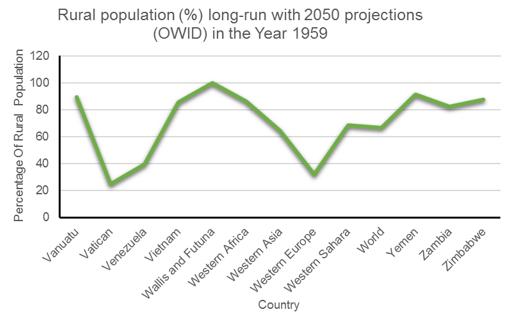 Rural population (%) long-run with 2050 projections
(OWID) in the Year 1959
Percentage Of Rural Population
120
100
80
60
40
20
0
Vanuatu
Vatican
Venezuela
Vietnam
Wallis and Futuna
Western Africa
Western Asia
Western Europe
Western Sahara
World
Yemen
Zambia
Zimbabwe
Country